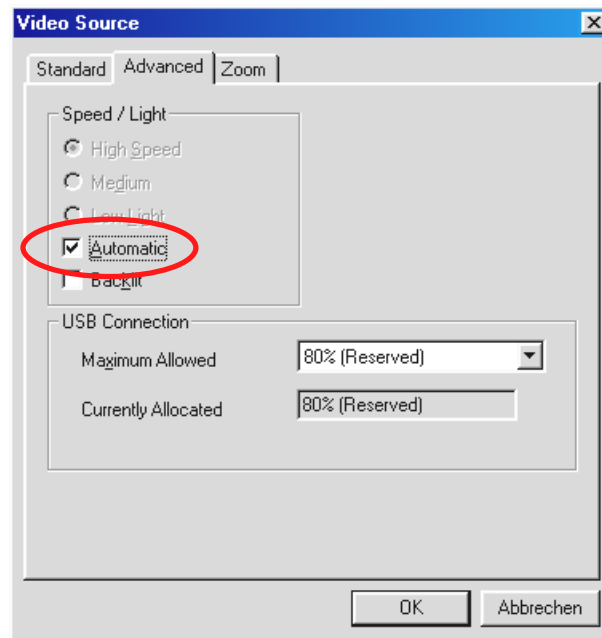 Video Source
Standard Advanced Zoom
Speed / Light
High Speed
Medium
Low Light
Automatic
Backlit
USB Connection
Maximum Allowed 80% (Reserved)
Currently Allocated 80% (Reserved)
OK Abbrechen